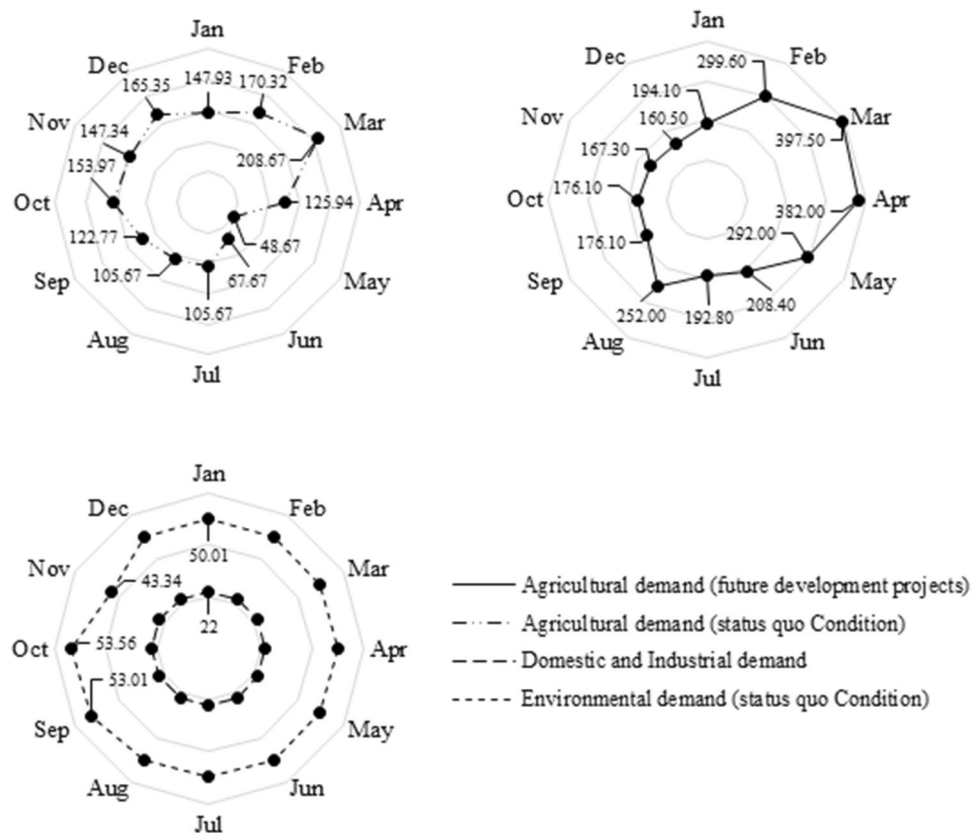 Jan
Dec
Feb
165.35
147.93
170.32
Nov
Mar
147.34
208.67
153.97
Oct
125.94
Apr
122.77
48.67
105.67
67.67
Sep
May
105.67
Aug
Jun
Jul
Jan
Dec
Feb
299.60
194.10
160.50
Nov
Mar
397.50
167.30
Oct
176.10
Apr
382.00
176.10
292.00
Sep
May
252.00
192.80
208.40
Aug
Jun
Jul
Jan
Dec
Feb
50.01
Nov
43.34
Mar
22
Oct
53.56
Apr
53.01
Sep
May
Aug
Jun
Jul
Agricultural demand (future development projects)
Agricultural demand (status quo Condition)
Domestic and Industrial demand
Environmental demand (status quo Condition)